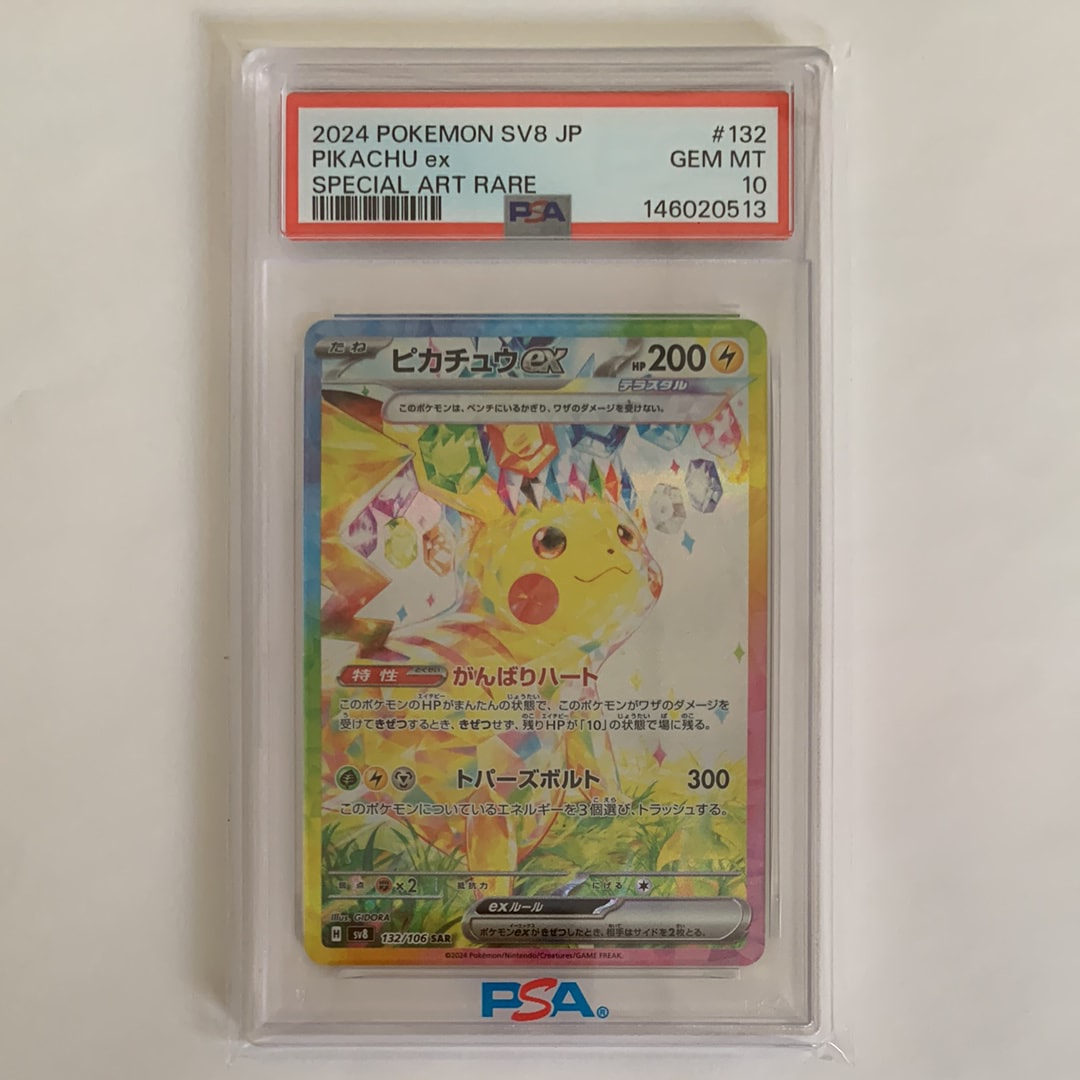 2024 POKEMON SV8 JP #132
PIKACHU ex GEM MT
SPECIAL ART RARE 10
PSA 146020513
たね ピカチュウex HP200
テラスタル
このポケモンは、ベンチにいるかぎり、ワザのダメージを受けない。
特性 がんばりハート
このポケモンのHPがまんたんの状態で、このポケモンがワザのダメージを
受けてきぜつするとき、きぜつせず、残りHPが「10」の状態で場に残る。
トパーズボルト 300
このポケモンについているエネルギーを3個選び、トラッシュする。
弱点 ×2 抵抗力 にげる
exルール
ポケモンexがきぜつしたとき、相手はサイドを2枚とる。
Illus. GIDORA
H sv8 132/106 SAR
©2024 Pokémon/Nintendo/Creatures/GAME FREAK.
PSA®